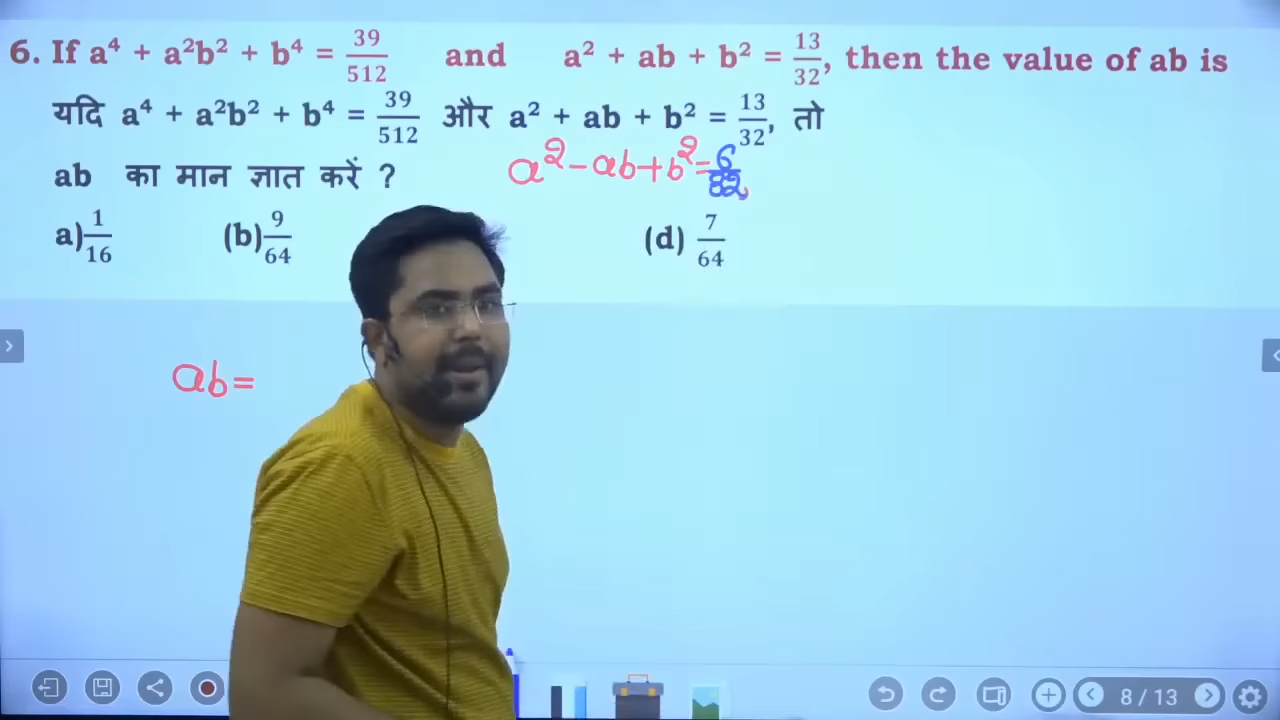 6. If a⁴ + a²b² + b⁴ = 39/512 and a² + ab + b² = 13/32, then the value of ab is
यदि a⁴ + a²b² + b⁴ = 39/512 और a² + ab + b² = 13/32, तो
a² - ab + b² = 6/32
ab का मान ज्ञात करें ?
a) 1/16 (b) 9/64 (d) 7/64
ab =
8 / 13